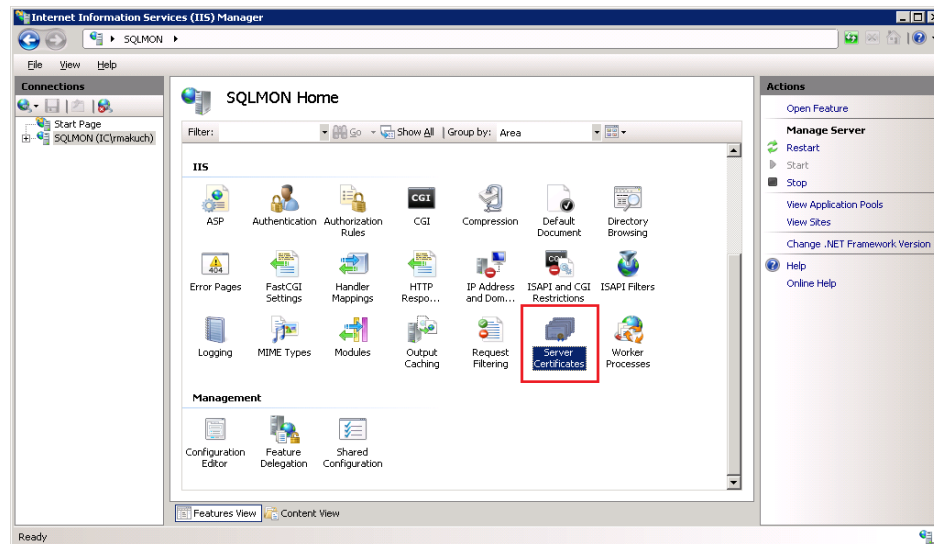 Internet Information Services (IIS) Manager
SQLMON
File View Help
Connections
Start Page
SQLMON (IC\rmakuch)
SQLMON Home
Filter: Go Show All Group by: Area
IIS
ASP
Authentication
Authorization
Rules
CGI
CGI
Compression
Default
Document
Directory
Browsing
404
Error Pages
FastCGI
Settings
Handler
Mappings
HTTP
Respo...
IP Address
and Dom...
ISAPI and CGI
Restrictions
ISAPI Filters
Logging
MIME Types
Modules
Output
Caching
Request
Filtering
Server
Certificates
Worker
Processes
Management
Configuration
Editor
Feature
Delegation
Shared
Configuration
Features View Content View
Actions
Open Feature
Manage Server
Restart
Start
Stop
View Application Pools
View Sites
Change .NET Framework Version
Help
Online Help
Ready